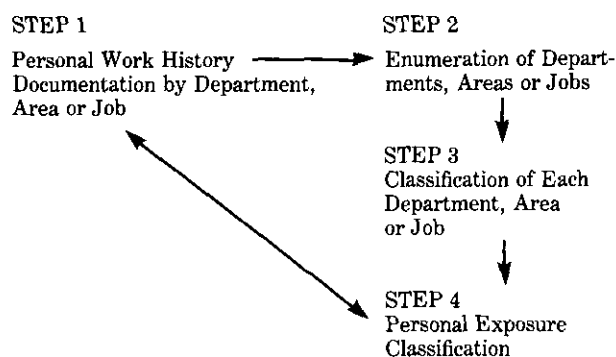 STEP 1
Personal Work History
Documentation by Department,
Area or Job
STEP 2
Enumeration of Depart-
ments, Areas or Jobs
STEP 3
Classification of Each
Department, Area
or Job
STEP 4
Personal Exposure
Classification